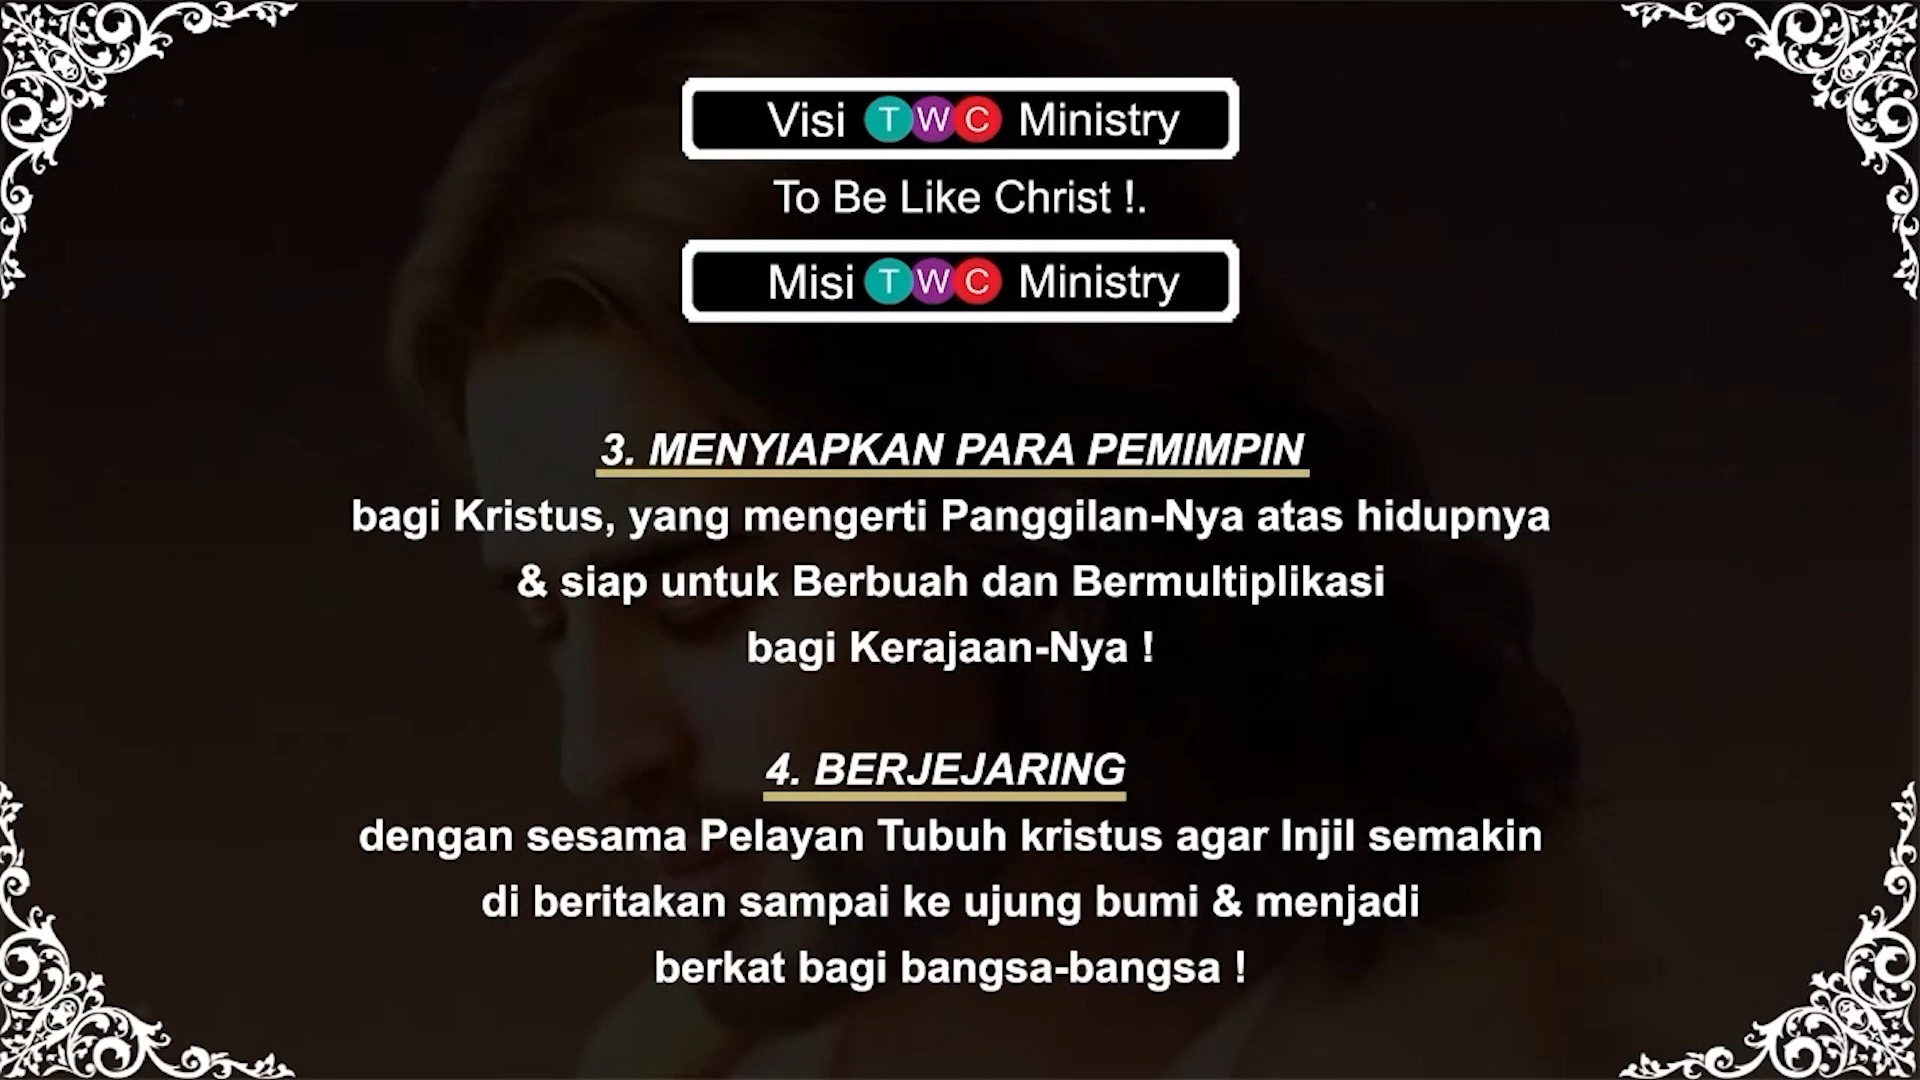 Visi TWC Ministry
To Be Like Christ !.
Misi TWC Ministry
3. MENYIAPKAN PARA PEMIMPIN
bagi Kristus, yang mengerti Panggilan-Nya atas hidupnya
& siap untuk Berbuah dan Bermultiplikasi
bagi Kerajaan-Nya !
4. BERJEJARING
dengan sesama Pelayan Tubuh kristus agar Injil semakin
di beritakan sampai ke ujung bumi & menjadi
berkat bagi bangsa-bangsa !